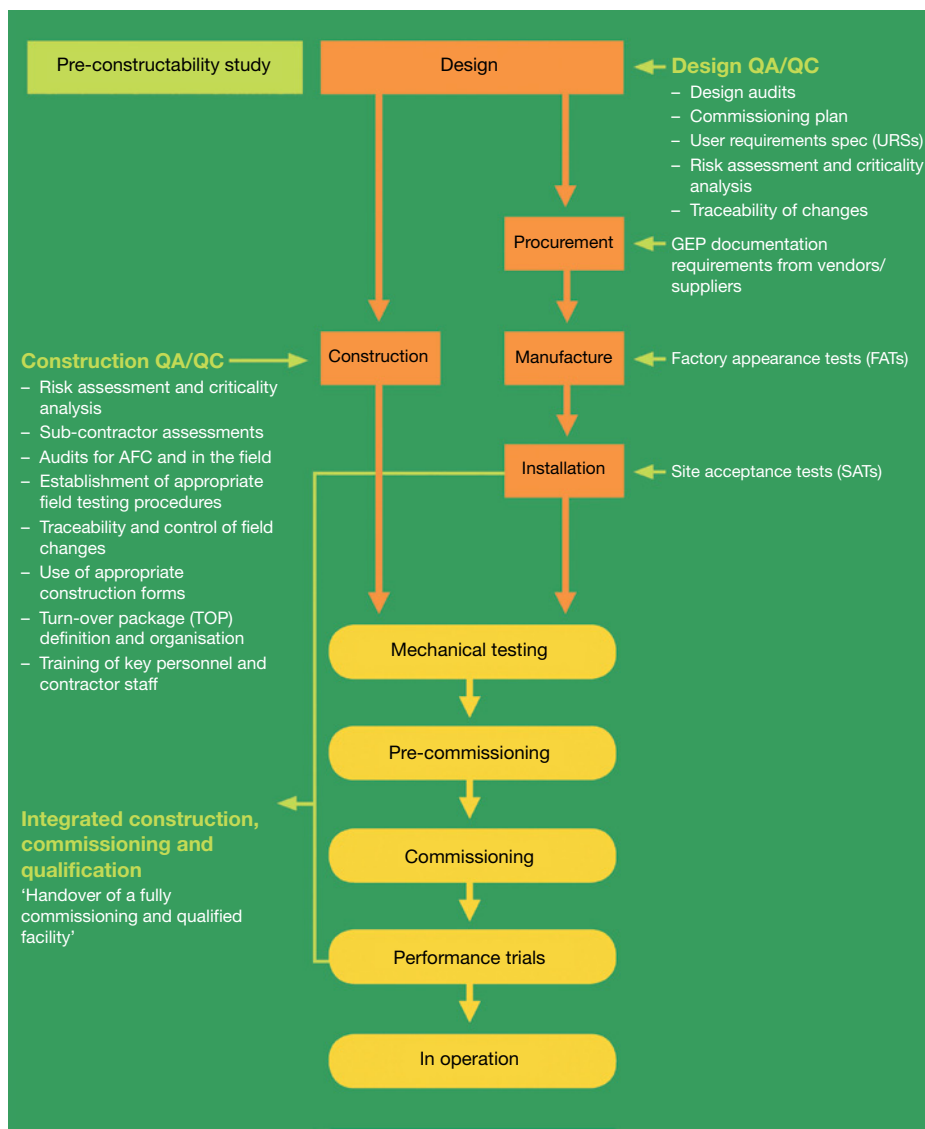 Pre-constructability study
Design
Design QA/QC
– Design audits
– Commissioning plan
– User requirements spec (URSs)
– Risk assessment and criticality
analysis
– Traceability of changes
Procurement
GEP documentation
requirements from vendors/
suppliers
Construction QA/QC
– Risk assessment and criticality
analysis
– Sub-contractor assessments
– Audits for AFC and in the field
– Establishment of appropriate
field testing procedures
– Traceability and control of field
changes
– Use of appropriate
construction forms
– Turn-over package (TOP)
definition and organisation
– Training of key personnel and
contractor staff
Construction
Manufacture
Factory appearance tests (FATs)
Installation
Site acceptance tests (SATs)
Mechanical testing
Pre-commissioning
Integrated construction,
commissioning and
qualification
‘Handover of a fully
commissioning and qualified
facility’
Commissioning
Performance trials
In operation